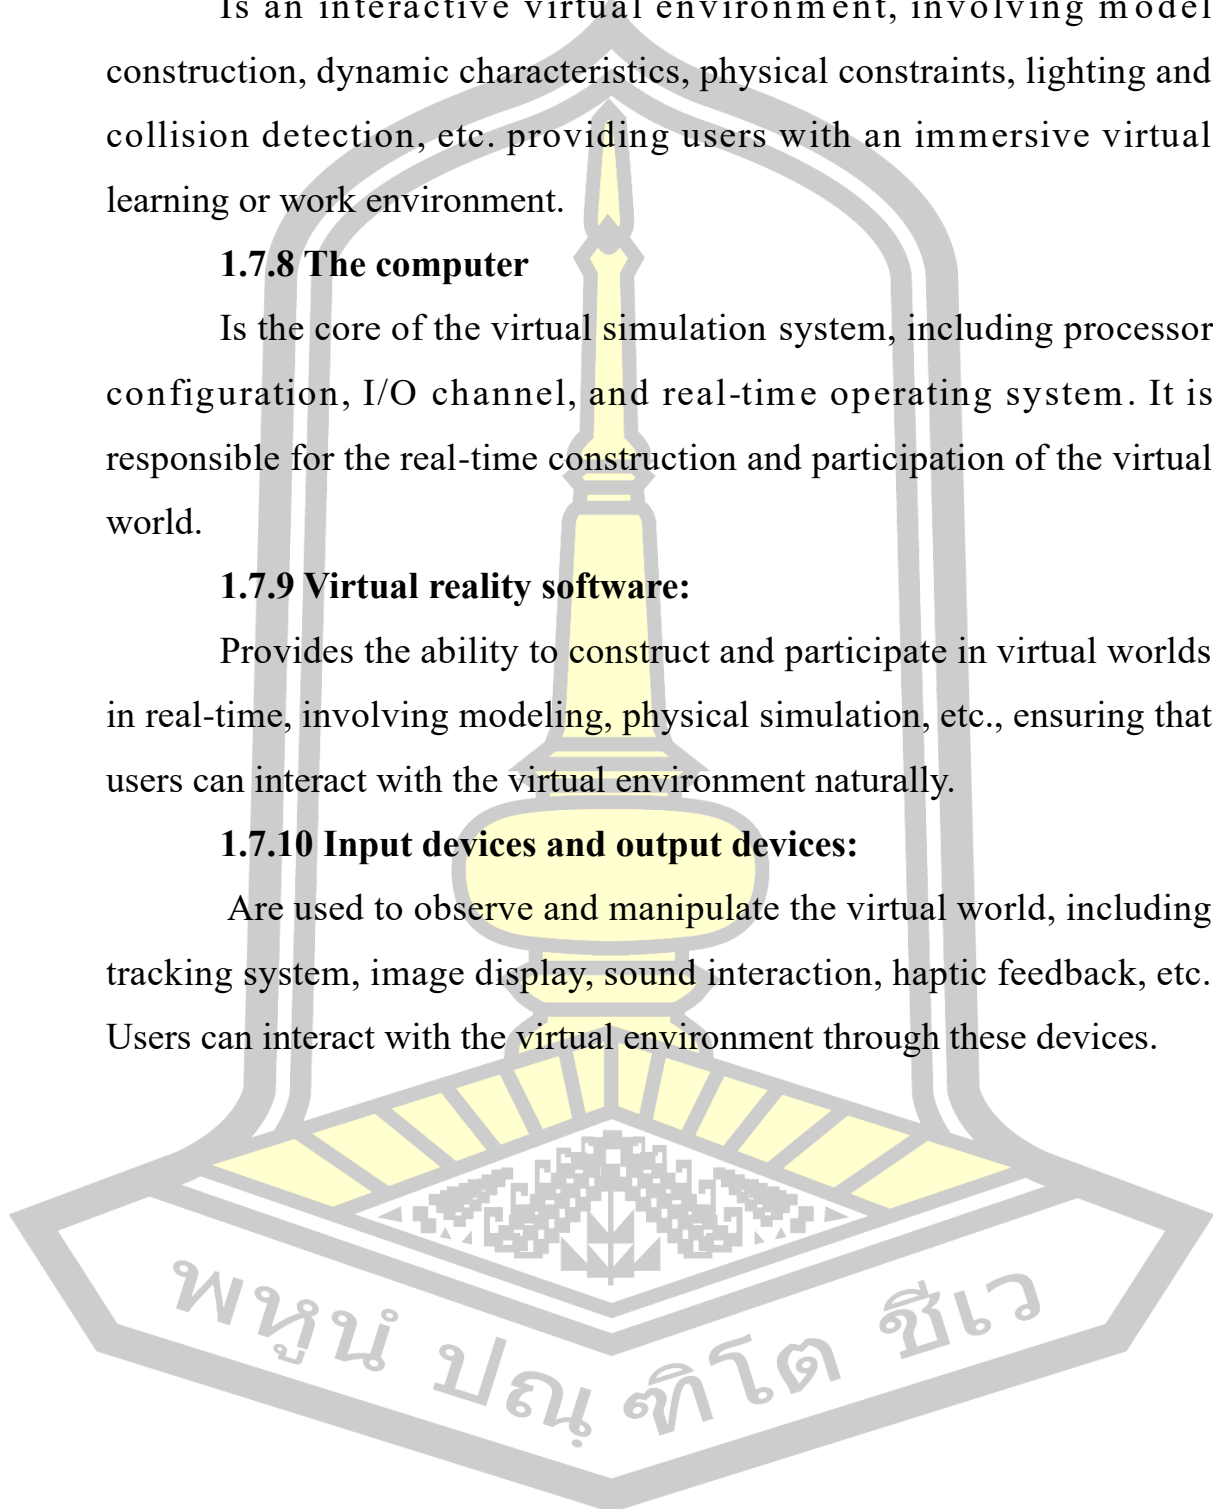 Is an interactive virtual environment, involving model
construction, dynamic characteristics, physical constraints, lighting and
collision detection, etc. providing users with an immersive virtual
learning or work environment.
1.7.8 The computer
Is the core of the virtual simulation system, including processor
configuration, I/O channel, and real-time operating system. It is
responsible for the real-time construction and participation of the virtual
world.
1.7.9 Virtual reality software:
Provides the ability to construct and participate in virtual worlds
in real-time, involving modeling, physical simulation, etc., ensuring that
users can interact with the virtual environment naturally.
1.7.10 Input devices and output devices:
Are used to observe and manipulate the virtual world, including
tracking system, image display, sound interaction, haptic feedback, etc.
Users can interact with the virtual environment through these devices.
พหูนํ ปณฺฑิโต ชีเว